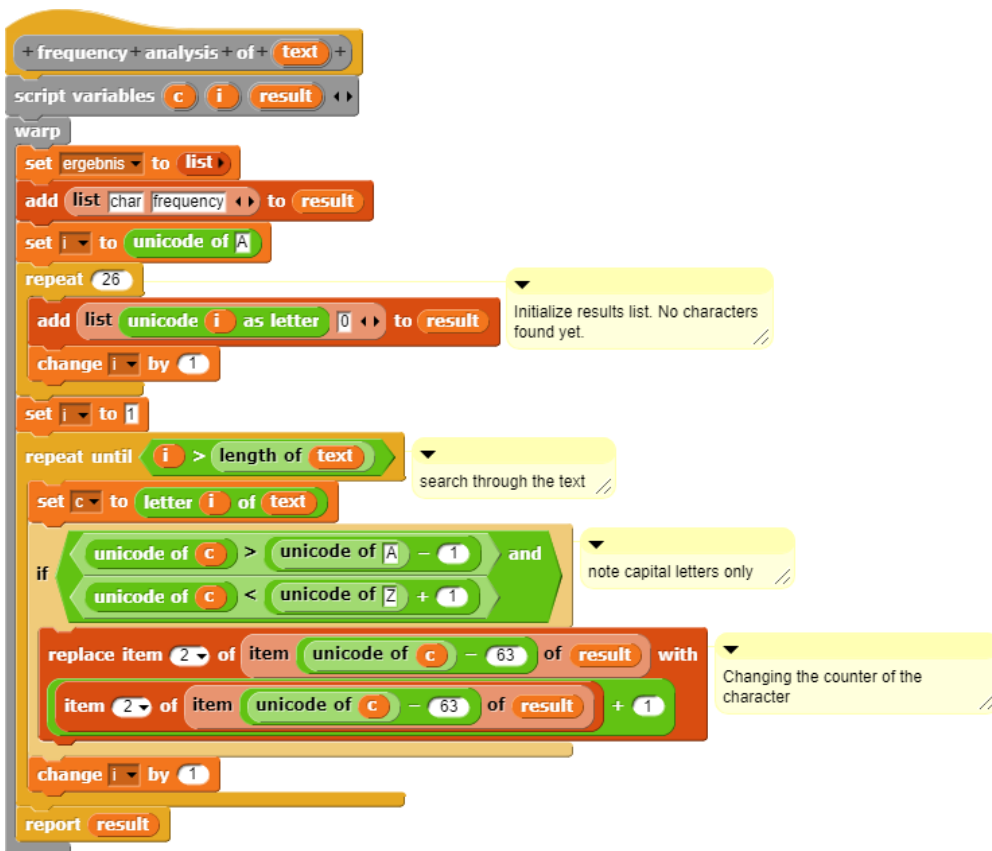 + frequency + analysis + of + text +
script variables c i result
warp
set ergebnis to list
add list char frequency to result
set i to unicode of A
repeat 26
add list unicode i as letter 0 to result
Initialize results list. No characters
found yet.
change i by 1
set i to 1
repeat until i > length of text
search through the text
set c to letter i of text
if
unicode of c > unicode of A - 1 and
unicode of c < unicode of Z + 1
note capital letters only
replace item 2 of item unicode of c - 63 of result with
item 2 of item unicode of c - 63 of result + 1
Changing the counter of the
character
change i by 1
report result